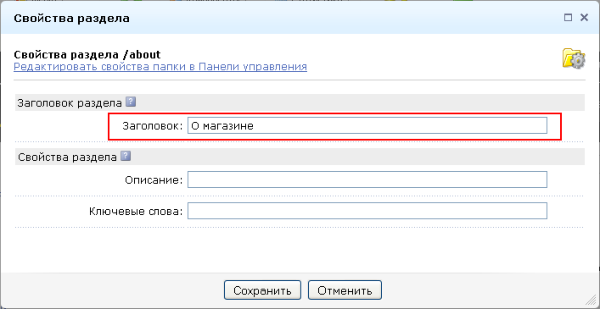 Свойства раздела
Свойства раздела /about
Редактировать свойства папки в Панели управления
Заголовок раздела ?
Заголовок: О магазине
Свойства раздела ?
Описание:
Ключевые слова:
Сохранить Отменить